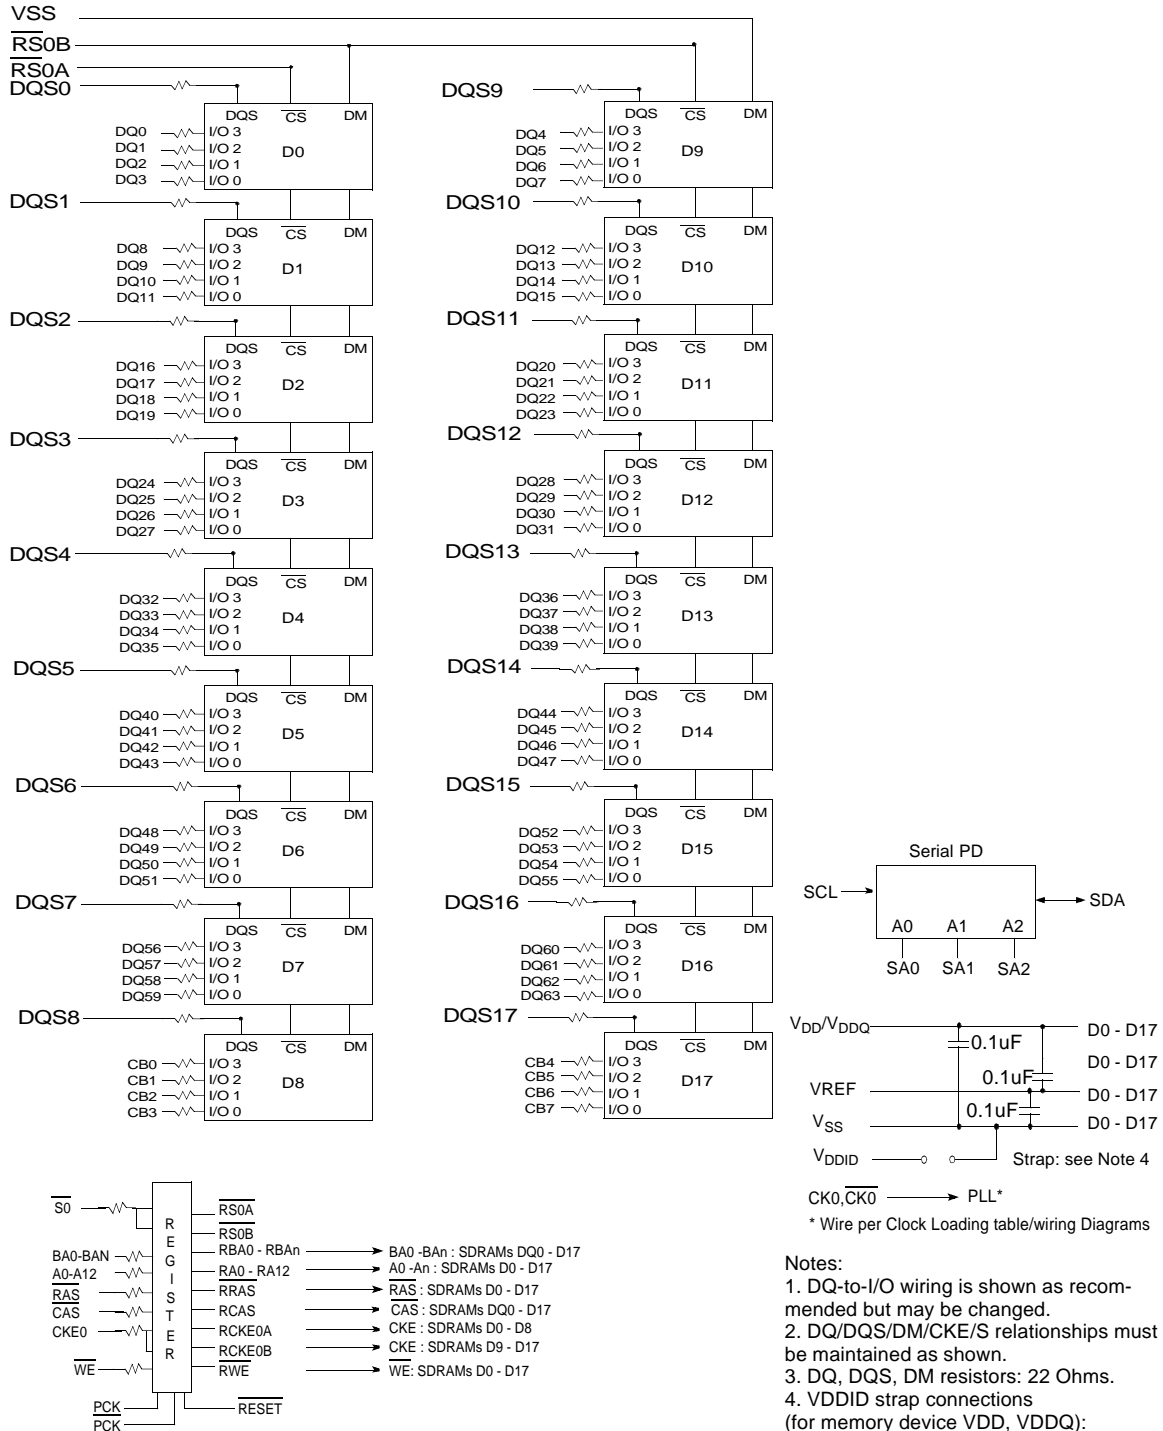 VSS
RS0B
RS0A
DQS0
DQS CS DM
DQ0 I/O 3
DQ1 I/O 2
DQ2 I/O 1
DQ3 I/O 0
D0
DQS1
DQS CS DM
DQ8 I/O 3
DQ9 I/O 2
DQ10 I/O 1
DQ11 I/O 0
D1
DQS2
DQS CS DM
DQ16 I/O 3
DQ17 I/O 2
DQ18 I/O 1
DQ19 I/O 0
D2
DQS3
DQS CS DM
DQ24 I/O 3
DQ25 I/O 2
DQ26 I/O 1
DQ27 I/O 0
D3
DQS4
DQS CS DM
DQ32 I/O 3
DQ33 I/O 2
DQ34 I/O 1
DQ35 I/O 0
D4
DQS5
DQS CS DM
DQ40 I/O 3
DQ41 I/O 2
DQ42 I/O 1
DQ43 I/O 0
D5
DQS6
DQS CS DM
DQ48 I/O 3
DQ49 I/O 2
DQ50 I/O 1
DQ51 I/O 0
D6
DQS7
DQS CS DM
DQ56 I/O 3
DQ57 I/O 2
DQ58 I/O 1
DQ59 I/O 0
D7
DQS8
DQS CS DM
CB0 I/O 3
CB1 I/O 2
CB2 I/O 1
CB3 I/O 0
D8
DQS9
DQS CS DM
DQ4 I/O 3
DQ5 I/O 2
DQ6 I/O 1
DQ7 I/O 0
D9
DQS10
DQS CS DM
DQ12 I/O 3
DQ13 I/O 2
DQ14 I/O 1
DQ15 I/O 0
D10
DQS11
DQS CS DM
DQ20 I/O 3
DQ21 I/O 2
DQ22 I/O 1
DQ23 I/O 0
D11
DQS12
DQS CS DM
DQ28 I/O 3
DQ29 I/O 2
DQ30 I/O 1
DQ31 I/O 0
D12
DQS13
DQS CS DM
DQ36 I/O 3
DQ37 I/O 2
DQ38 I/O 1
DQ39 I/O 0
D13
DQS14
DQS CS DM
DQ44 I/O 3
DQ45 I/O 2
DQ46 I/O 1
DQ47 I/O 0
D14
DQS15
DQS CS DM
DQ52 I/O 3
DQ53 I/O 2
DQ54 I/O 1
DQ55 I/O 0
D15
DQS16
DQS CS DM
DQ60 I/O 3
DQ61 I/O 2
DQ62 I/O 1
DQ63 I/O 0
D16
DQS17
DQS CS DM
CB4 I/O 3
CB5 I/O 2
CB6 I/O 1
CB7 I/O 0
D17
Serial PD
SCL SDA
A0 A1 A2
SA0 SA1 SA2
VDD/VDDQ D0 - D17
0.1uF
D0 - D17
0.1uF
VREF D0 - D17
0.1uF
VSS D0 - D17
VDDID Strap: see Note 4
CK0,CK0 PLL*
* Wire per Clock Loading table/wiring Diagrams
S0
BA0-BAN
A0-A12
RAS
CAS
CKE0
WE
PCK
PCK
REGISTER
RESET
RS0A
RS0B
RBA0 - RBAn BA0 -BAn : SDRAMs DQ0 - D17
RA0 - RA12 A0 -An : SDRAMs D0 - D17
RRAS RAS : SDRAMs D0 - D17
RCAS CAS : SDRAMs DQ0 - D17
RCKE0A CKE : SDRAMs D0 - D8
RCKE0B CKE : SDRAMs D9 - D17
RWE WE: SDRAMs D0 - D17
Notes:
1. DQ-to-I/O wiring is shown as recom-
mended but may be changed.
2. DQ/DQS/DM/CKE/S relationships must
be maintained as shown.
3. DQ, DQS, DM resistors: 22 Ohms.
4. VDDID strap connections
(for memory device VDD, VDDQ):